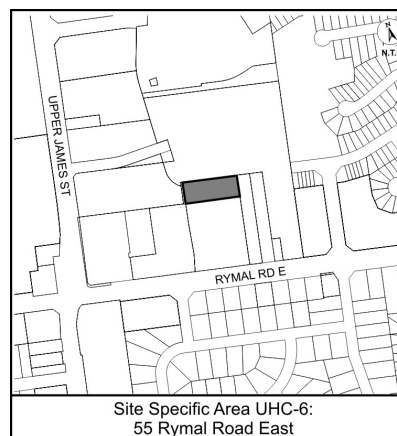 N
N.T.
UPPER JAMES ST
RYMAL RD E
Site Specific Area UHC-6:
55 Rymal Road East